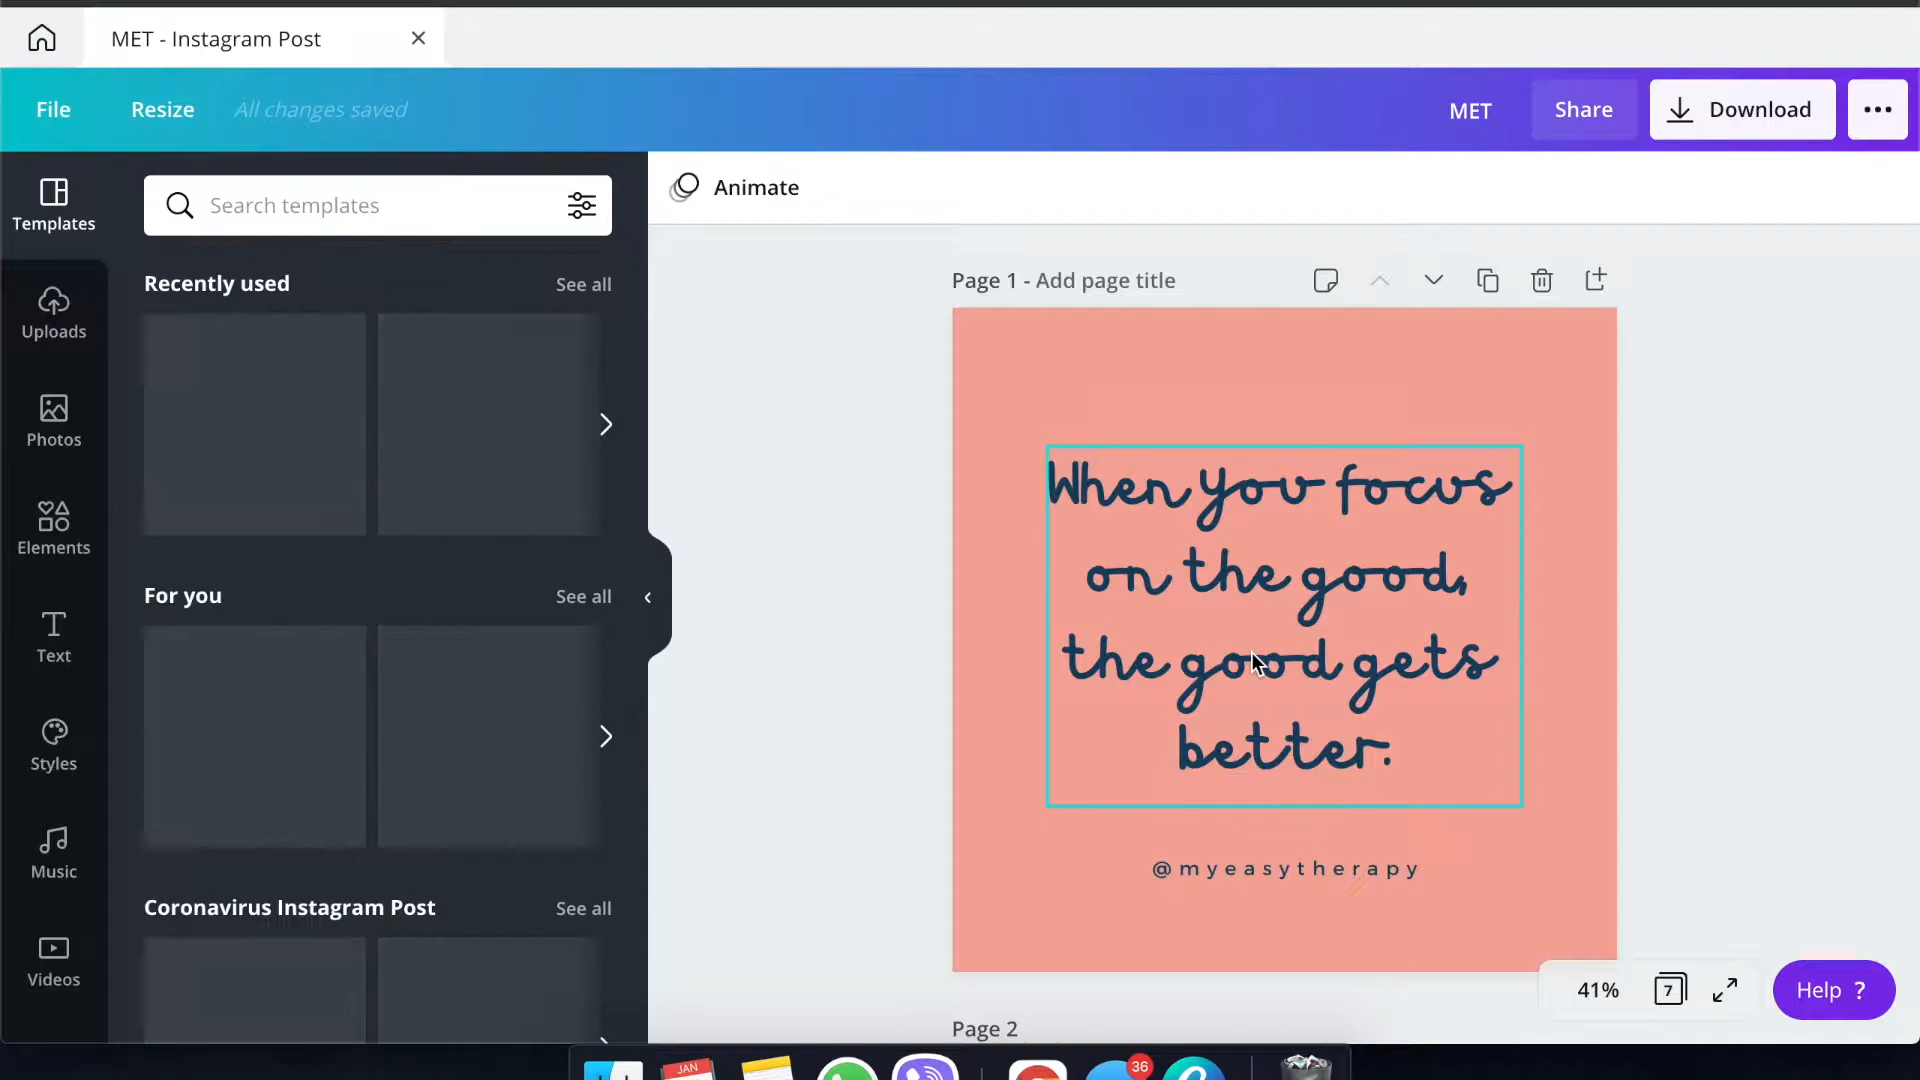 MET - Instagram Post
File
Resize
All changes saved
MET
Share
Download
Templates
Search templates
Animate
Recently used
See all
Page 1 - Add page title
Uploads
Photos
When you focus
on the good,
the good gets
better.
Elements
For you
See all
Text
Styles
Music
@myeasytherapy
Coronavirus Instagram Post
See all
Videos
41%
7
Help ?
Page 2
JAN
36